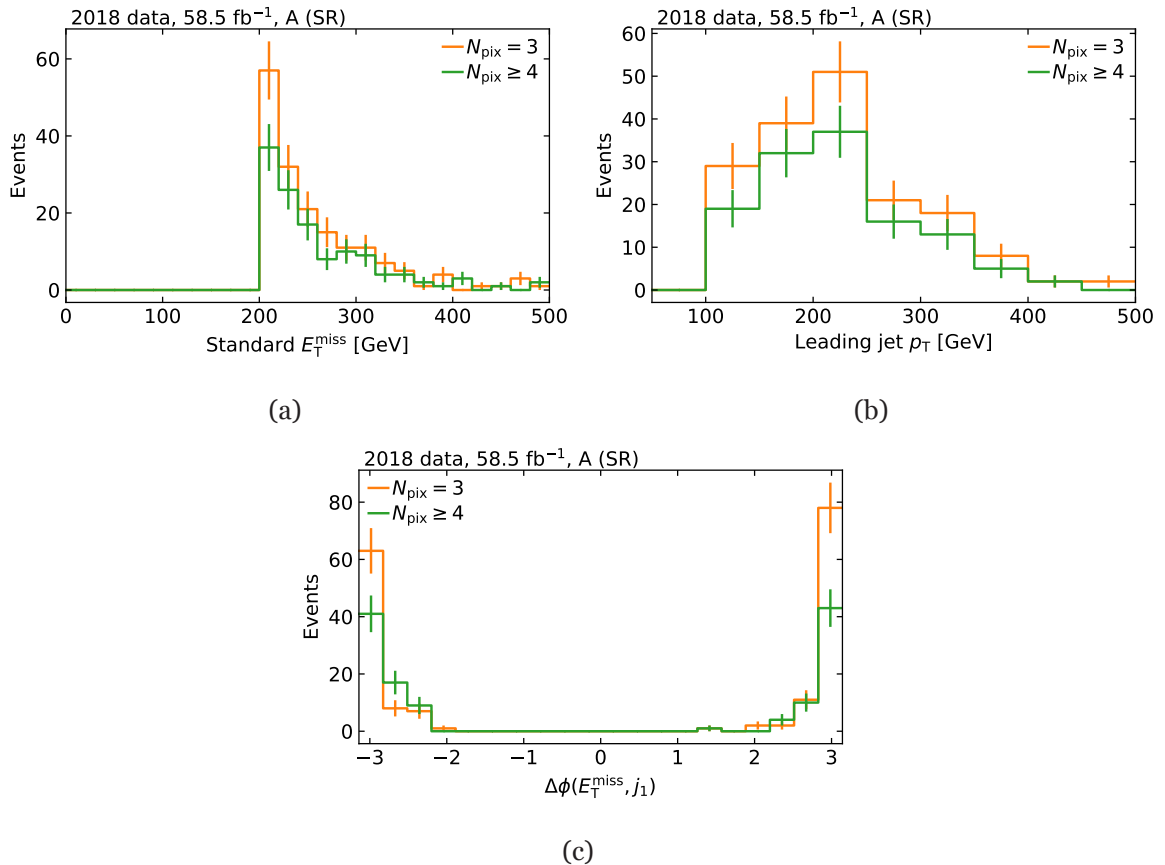 2018 data, 58.5 fb⁻¹, A (SR)
N_pix = 3
N_pix ≥ 4
Events
60
40
20
0
0 100 200 300 400 500
Standard E_T^miss [GeV]
(a)
2018 data, 58.5 fb⁻¹, A (SR)
N_pix = 3
N_pix ≥ 4
Events
60
50
40
30
20
10
0
100 200 300 400 500
Leading jet p_T [GeV]
(b)
2018 data, 58.5 fb⁻¹, A (SR)
N_pix = 3
N_pix ≥ 4
Events
80
60
40
20
0
−3 −2 −1 0 1 2 3
Δϕ(E_T^miss, j₁)
(c)